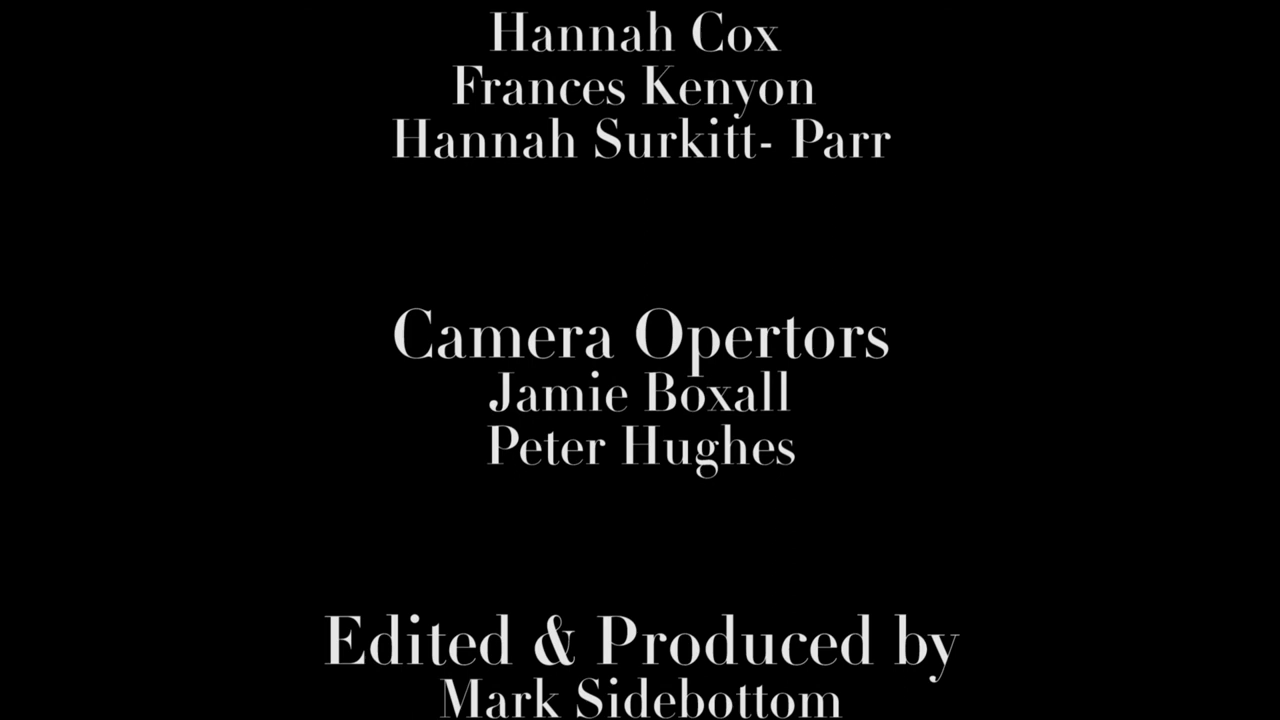 Hannah Cox
Frances Kenyon
Hannah Surkitt- Parr
Camera Opertors
Jamie Boxall
Peter Hughes
Edited & Produced by
Mark Sidebottom